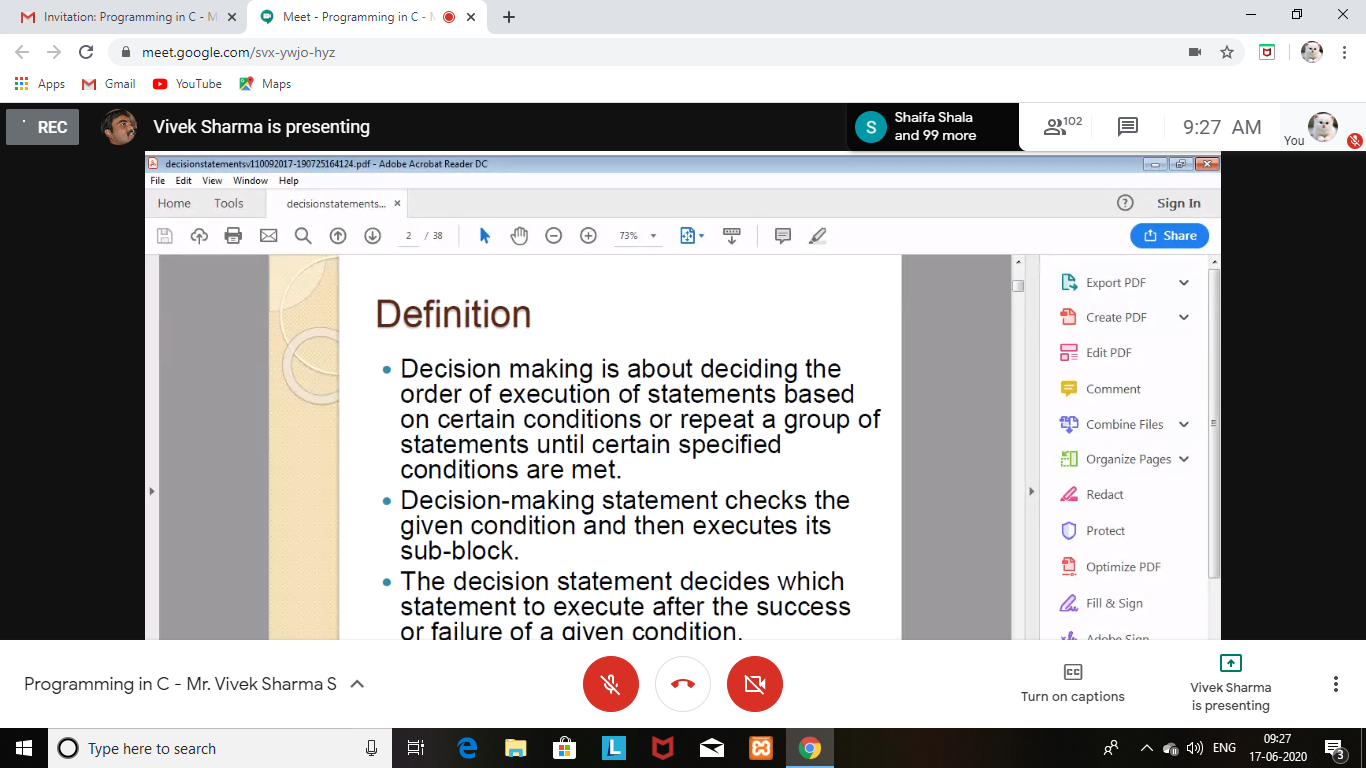 Invitation: Programming in C - M
Meet - Programming in C - M
meet.google.com/svx-ywjo-hyz
Apps
Gmail
YouTube
Maps
REC
Vivek Sharma is presenting
S
Shaifa Shala
and 99 more
102
9:27 AM
You
decisionstatementsv110092017-190725164124.pdf - Adobe Acrobat Reader DC
File Edit View Window Help
Home
Tools
decisionstatements...
Sign In
2 / 38
73%
Share
Definition
• Decision making is about deciding the
order of execution of statements based
on certain conditions or repeat a group of
statements until certain specified
conditions are met.
• Decision-making statement checks the
given condition and then executes its
sub-block.
• The decision statement decides which
statement to execute after the success
or failure of a given condition.
Export PDF
Create PDF
Edit PDF
Comment
Combine Files
Organize Pages
Redact
Protect
Optimize PDF
Fill & Sign
Adobe Sign
Programming in C - Mr. Vivek Sharma S
Turn on captions
Vivek Sharma
is presenting
Type here to search
L
ENG
09:27
17-06-2020
3